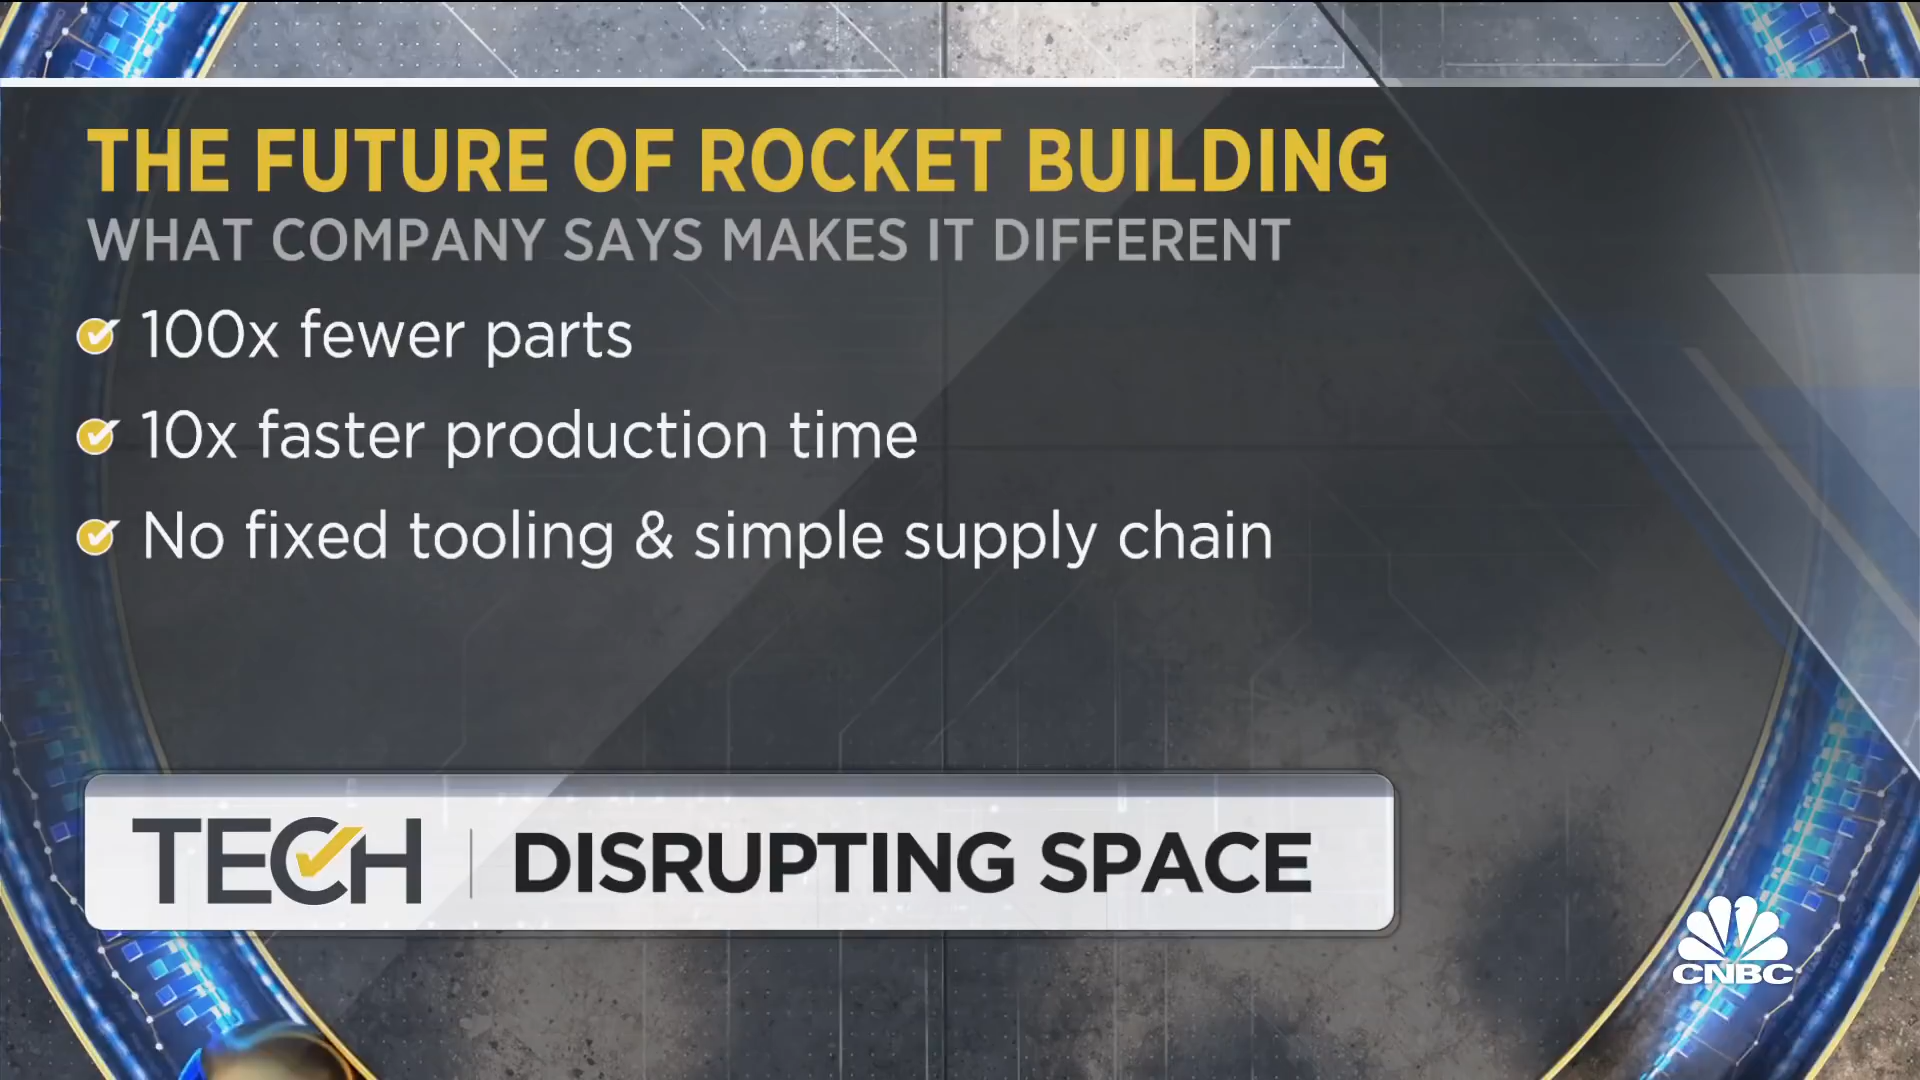 THE FUTURE OF ROCKET BUILDING
WHAT COMPANY SAYS MAKES IT DIFFERENT
100x fewer parts
10x faster production time
No fixed tooling & simple supply chain
TECH | DISRUPTING SPACE
CNBC